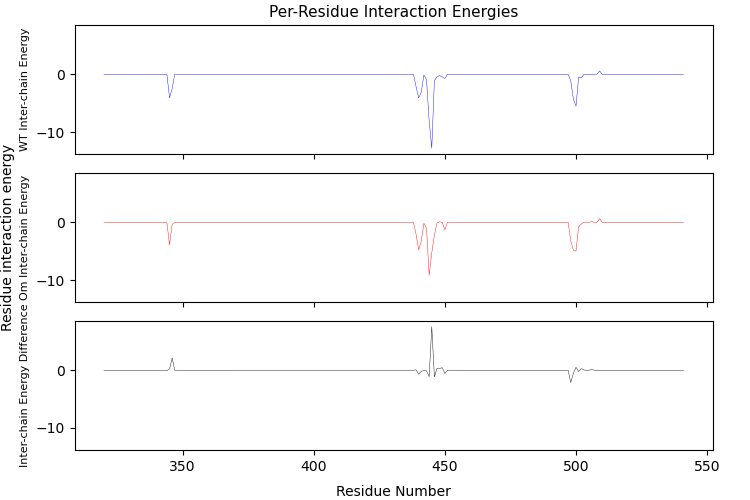 Per-Residue Interaction Energies
WT Inter-chain Energy
0
−10
Residue interaction energy
Om Inter-chain Energy
0
−10
Inter-chain Energy Difference
0
−10
350
400
450
500
550
Residue Number